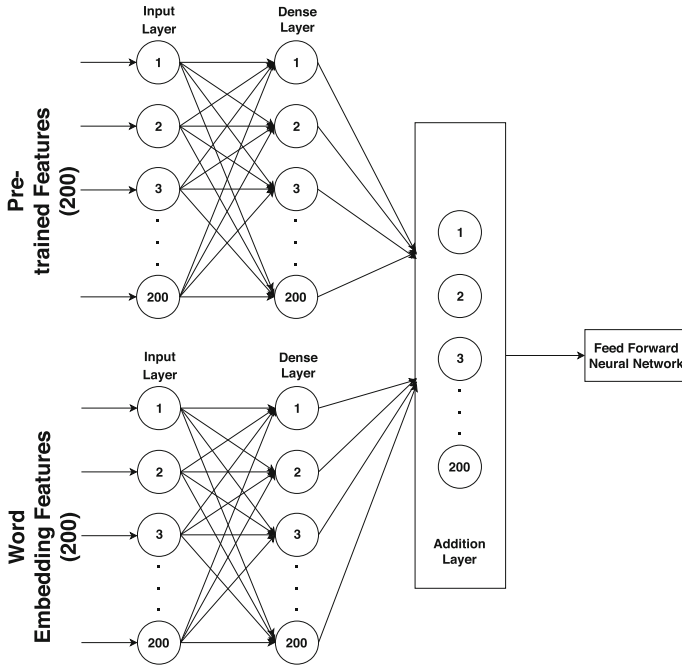 Input
Layer
Dense
Layer
1
1
2
2
3
3
200
200
Pre-
trained Features
(200)
Input
Layer
Dense
Layer
1
1
2
2
3
3
200
200
Word
Embedding Features
(200)
1
2
3
200
Addition
Layer
Feed Forward
Neural Network